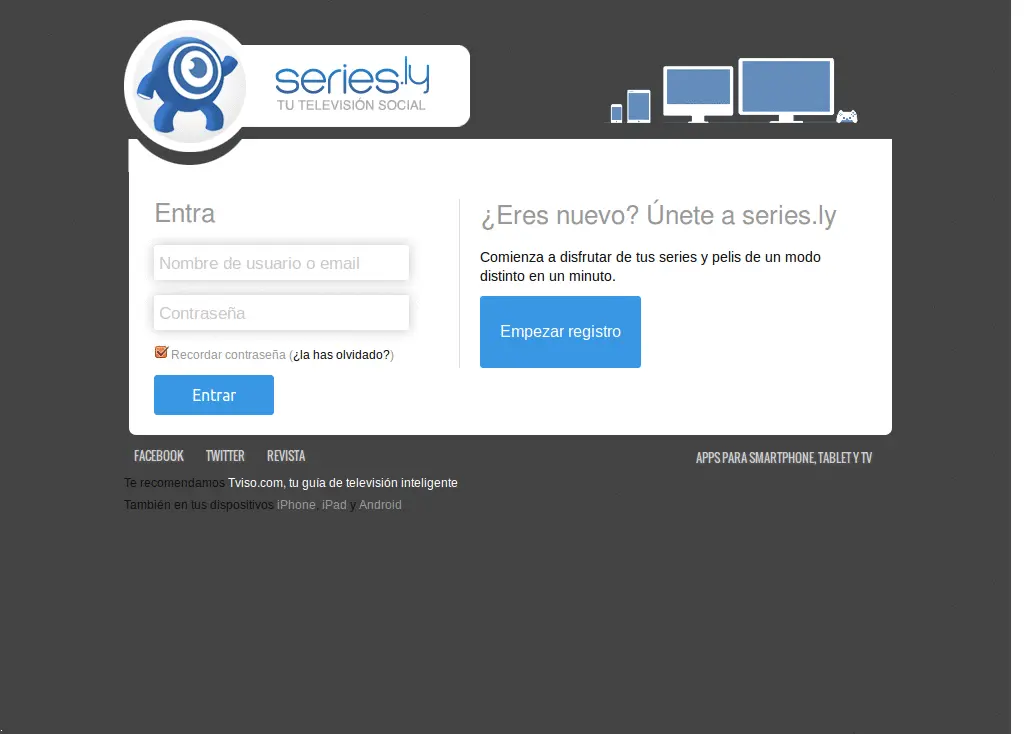 series.ly
TU TELEVISIÓN SOCIAL
Entra
Nombre de usuario o email
Contraseña
Recordar contraseña (¿la has olvidado?)
Entrar
¿Eres nuevo? Únete a series.ly
Comienza a disfrutar de tus series y pelis de un modo
distinto en un minuto.
Empezar registro
FACEBOOK TWITTER REVISTA
APPS PARA SMARTPHONE, TABLET Y TV
Te recomendamos Tviso.com, tu guía de televisión inteligente
También en tus dispositivos iPhone, iPad y Android